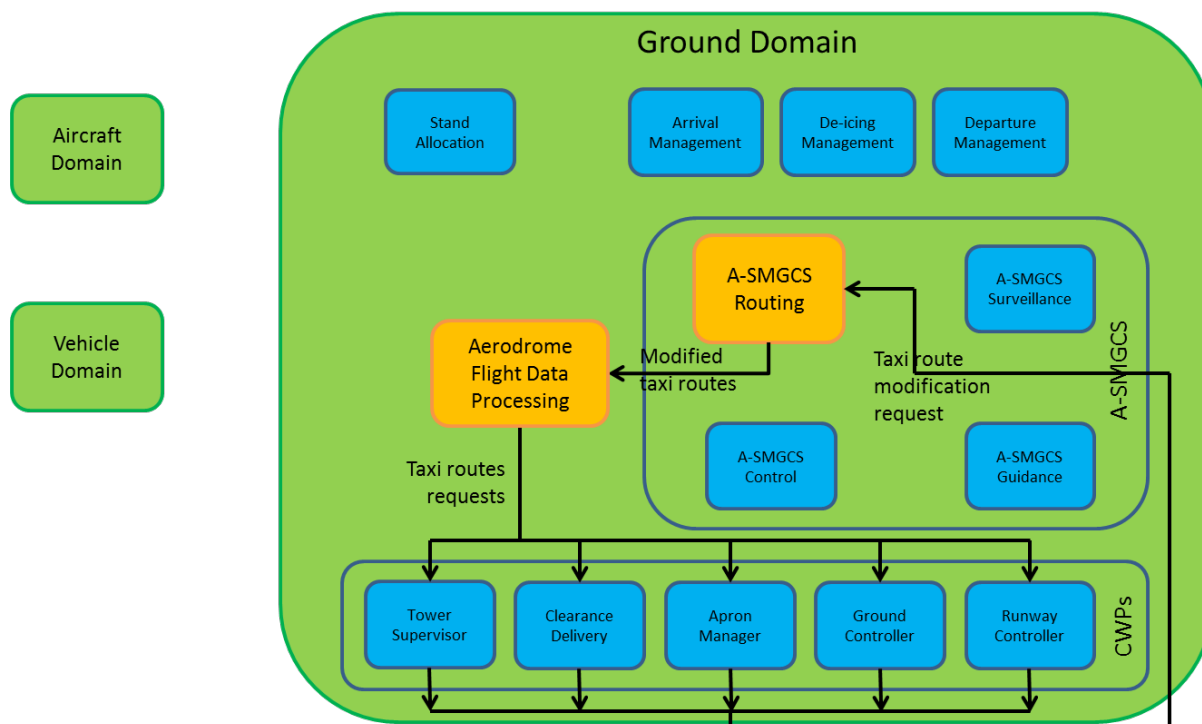 Ground Domain
Aircraft
Domain
Stand
Allocation
Arrival
Management
De-icing
Management
Departure
Management
A-SMGCS
Routing
A-SMGCS
Surveillance
Vehicle
Domain
Aerodrome
Flight Data
Processing
Modified
taxi routes
Taxi route
modification
request
A-SMGCS
A-SMGCS
Control
A-SMGCS
Guidance
Taxi routes
requests
Tower
Supervisor
Clearance
Delivery
Apron
Manager
Ground
Controller
Runway
Controller
CWPs